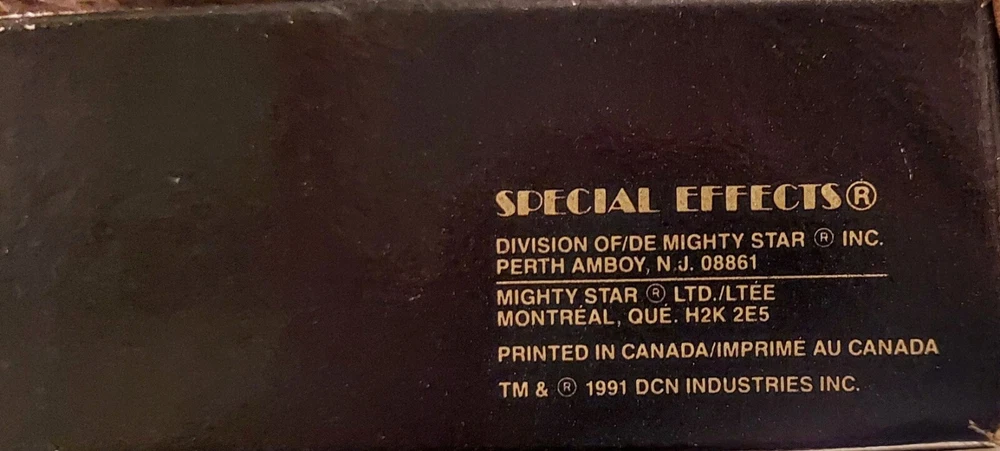 SPECIAL EFFECTS®
DIVISION OF/DE MIGHTY STAR ® INC.
PERTH AMBOY, N.J. 08861
MIGHTY STAR ® LTD./LTÉE
MONTRÉAL, QUÉ. H2K 2E5
PRINTED IN CANADA/IMPRIMÉ AU CANADA
TM & ® 1991 DCN INDUSTRIES INC.